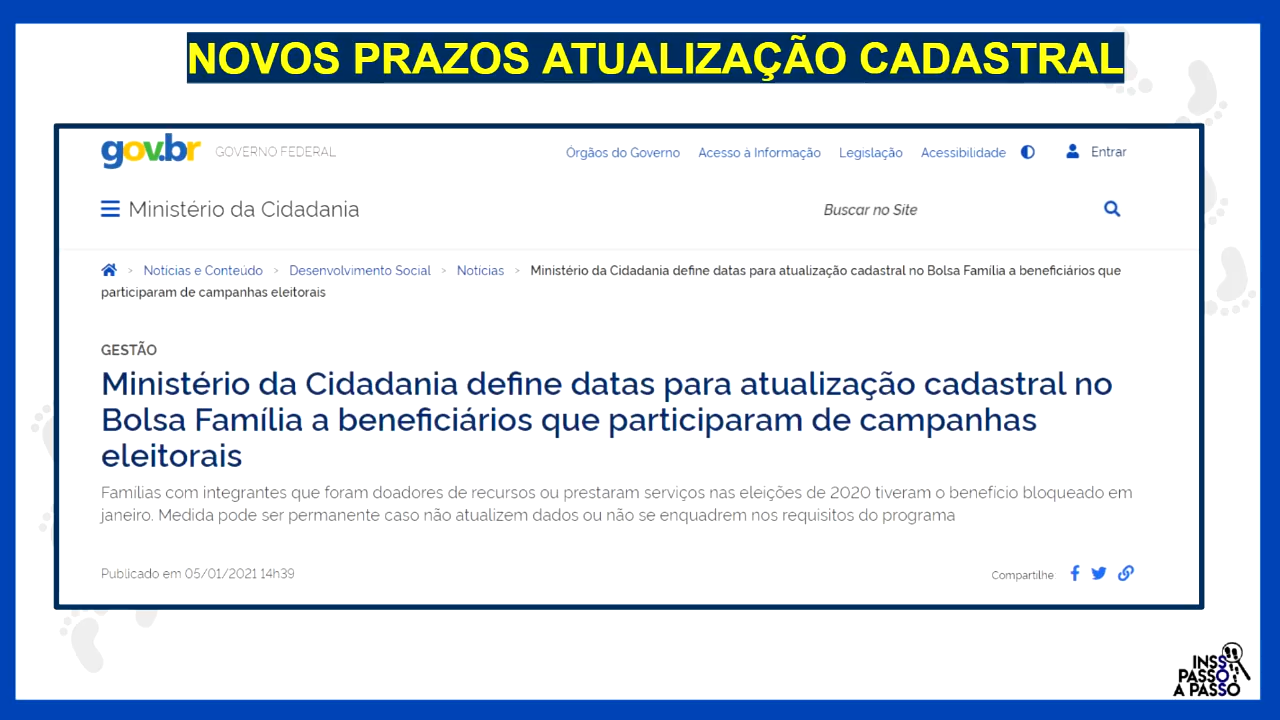 NOVOS PRAZOS ATUALIZAÇÃO CADASTRAL
gov.br GOVERNO FEDERAL Órgãos do Governo Acesso à Informação Legislação Acessibilidade Entrar
Ministério da Cidadania Buscar no Site
> Notícias e Conteúdo > Desenvolvimento Social > Notícias > Ministério da Cidadania define datas para atualização cadastral no Bolsa Família a beneficiários que
participaram de campanhas eleitorais
GESTÃO
Ministério da Cidadania define datas para atualização cadastral no
Bolsa Família a beneficiários que participaram de campanhas
eleitorais
Famílias com integrantes que foram doadores de recursos ou prestaram serviços nas eleições de 2020 tiveram o benefício bloqueado em
janeiro. Medida pode ser permanente caso não atualizem dados ou não se enquadrem nos requisitos do programa
Publicado em 05/01/2021 14h39 Compartilhe
INSS
PASSO
A PASSO